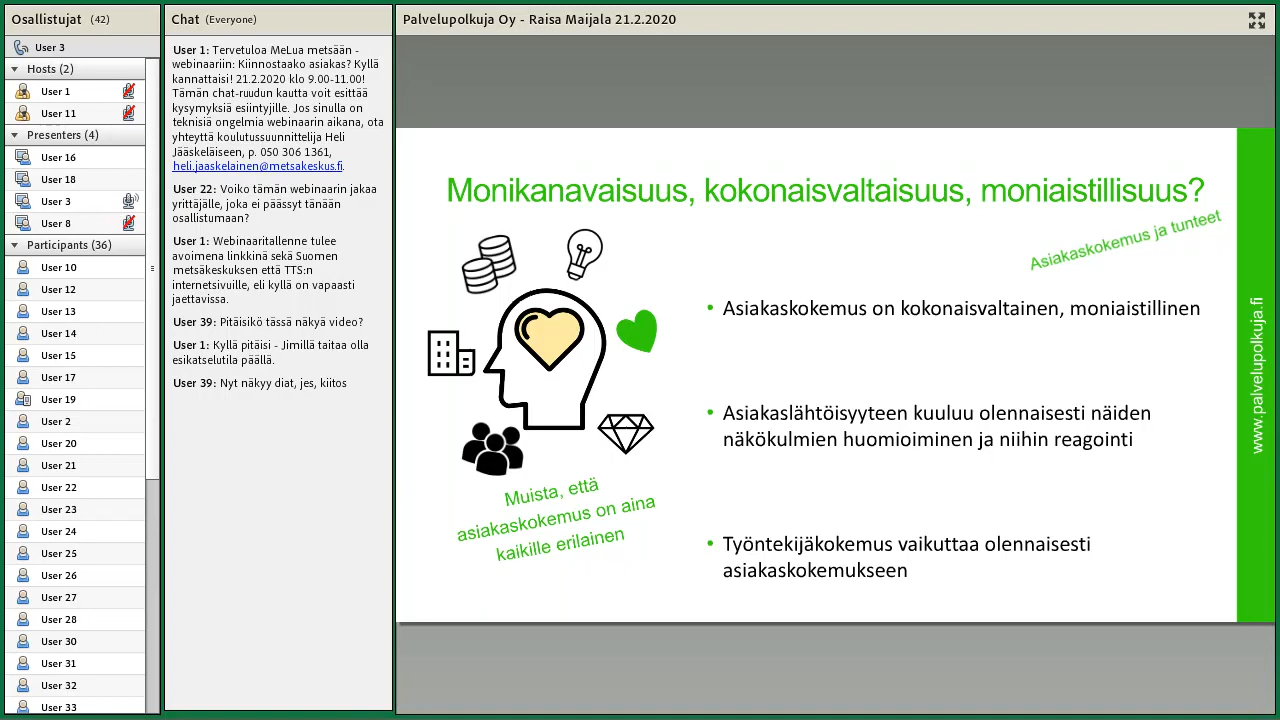 Osallistujat (42)
User 3
Hosts (2)
User 1
User 11
Presenters (4)
User 16
User 18
User 3
User 8
Participants (36)
User 10
User 12
User 13
User 14
User 15
User 17
User 19
User 2
User 20
User 21
User 22
User 23
User 24
User 25
User 26
User 27
User 28
User 30
User 31
User 32
User 33
Chat (Everyone)
User 1: Tervetuloa MeLua metsään -
webinaariin: Kiinnostaako asiakas? Kyllä
kannattaisi! 21.2.2020 klo 9.00-11.00!
Tämän chat-ruudun kautta voit esittää
kysymyksiä esiintyjille. Jos sinulla on
teknisiä ongelmia webinaarin aikana, ota
yhteyttä koulutussuunnittelija Heli
Jääskeläiseen, p. 050 306 1361,
heli.jaaskelainen@metsakeskus.fi.
User 22: Voiko tämän webinaarin jakaa
yrittäjälle, joka ei päässyt tänään
osallistumaan?
User 1: Webinaaritallenne tulee
avoimena linkkinä sekä Suomen
metsäkeskuksen että TTS:n
internetsivuille, eli kyllä on vapaasti
jaettavissa.
User 39: Pitäisikö tässä näkyä video?
User 1: Kyllä pitäisi - Jimillä taitaa olla
esikatselutila päällä.
User 39: Nyt näkyy diat, jes, kiitos
Palvelupolkuja Oy - Raisa Maijala 21.2.2020
Monikanavaisuus, kokonaisvaltaisuus, moniaistillisuus?
Asiakaskokemus ja tunteet
• Asiakaskokemus on kokonaisvaltainen, moniaistillinen
• Asiakaslähtöisyyteen kuuluu olennaisesti näiden
näkökulmien huomioiminen ja niihin reagointi
Muista, että
asiakaskokemus on aina
kaikille erilainen
• Työntekijäkokemus vaikuttaa olennaisesti
asiakaskokemukseen
www.palvelupolkuja.fi